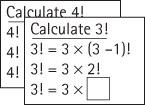 Calculate 4!
4!
4!
4!
Calculate 3!
3! = 3 × (3 –1)!
3! = 3 × 2!
3! = 3 ×